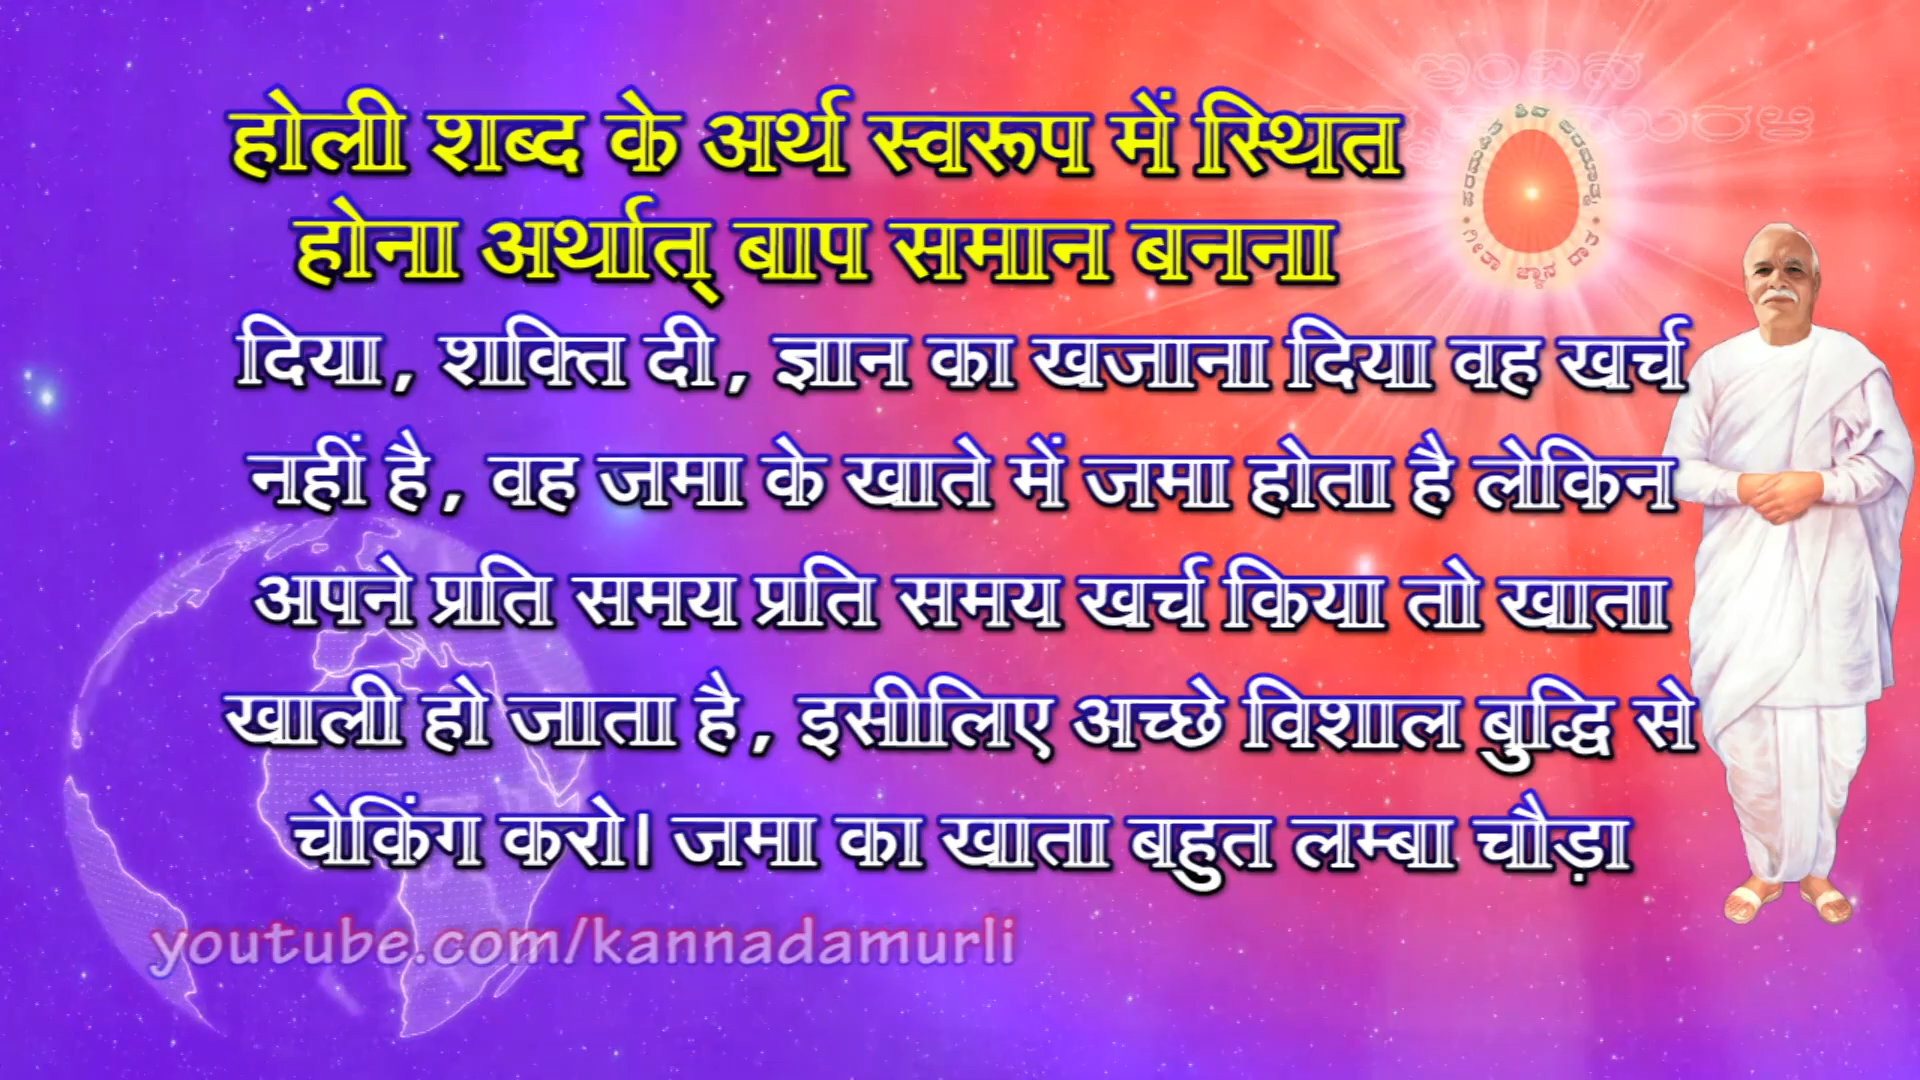 होली शब्द के अर्थ स्वरूप में स्थित
होना अर्थात् बाप समान बनना
दिया, शक्ति दी, ज्ञान का खजाना दिया वह खर्च
नहीं है, वह जमा के खाते में जमा होता है लेकिन
अपने प्रति समय प्रति समय खर्च किया तो खाता
खाली हो जाता है, इसीलिए अच्छे विशाल बुद्धि से
चेकिंग करो। जमा का खाता बहुत लम्बा चौड़ा
youtube.com/kannadamurli